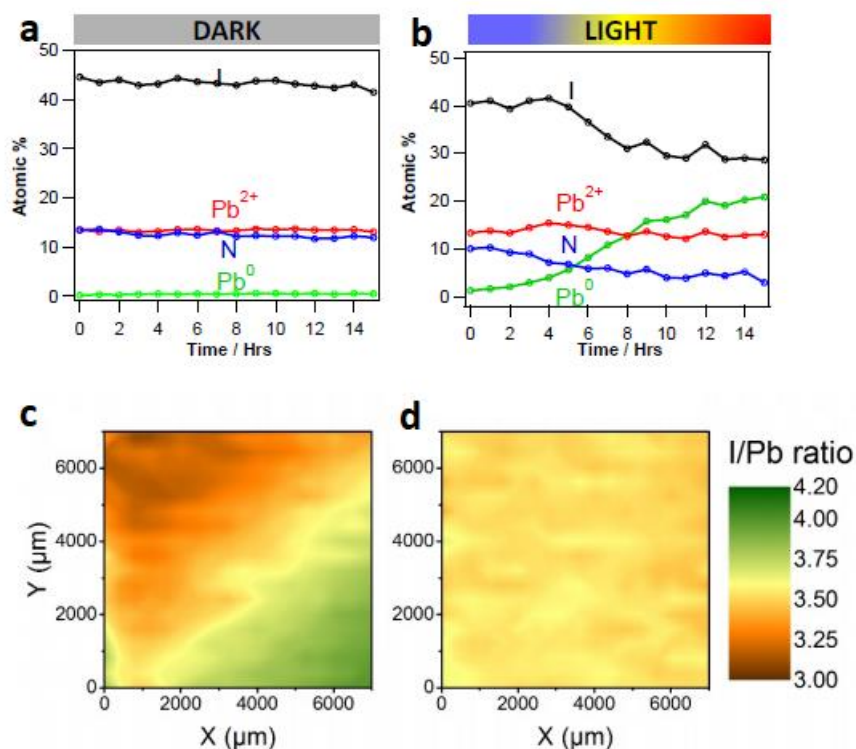 a
DARK
50
40
30
20
10
0
Atomic %
I
Pb2+
N
Pb0
0 2 4 6 8 10 12 14
Time / Hrs
b
LIGHT
50
40
30
20
10
0
Atomic %
I
Pb2+
N
Pb0
0 2 4 6 8 10 12 14
Time / Hrs
c
6000
4000
2000
0
Y (µm)
0 2000 4000 6000
X (µm)
d
6000
4000
2000
0
0 2000 4000 6000
X (µm)
I/Pb ratio
4.20
4.00
3.75
3.50
3.25
3.00